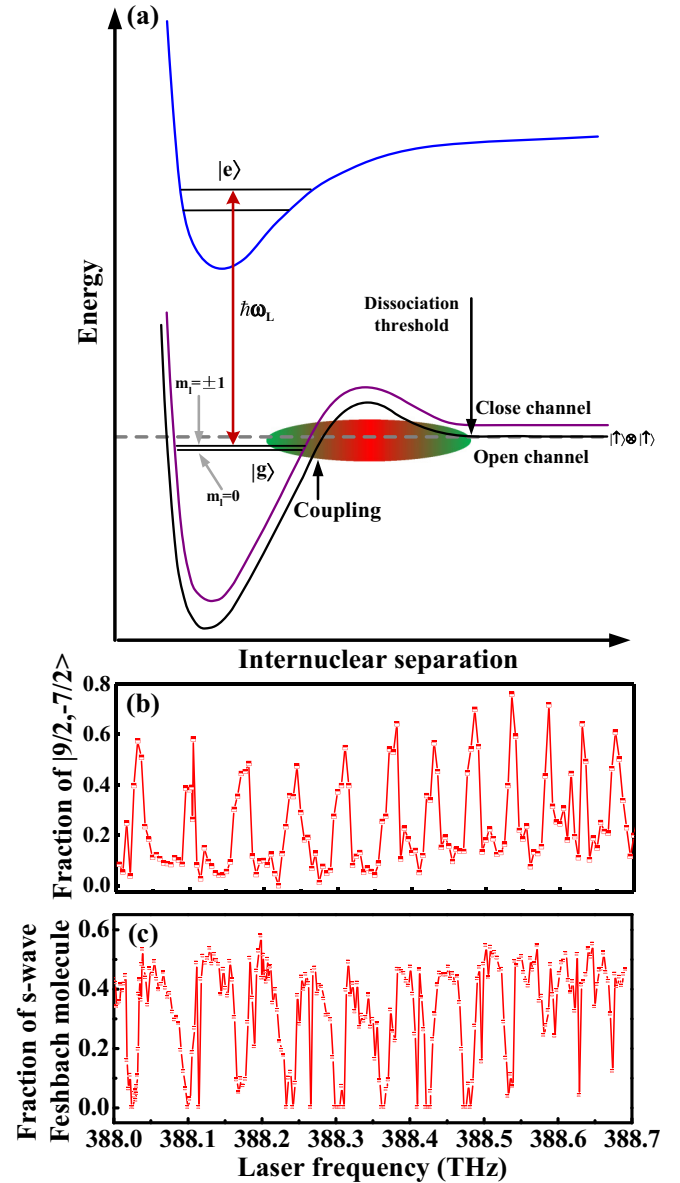 (a)
|e⟩
ħω_L
Dissociation
threshold
m_l=±1
Close channel
|↑⟩⊗|↑⟩
|g⟩
Open channel
m_l=0
Coupling
Energy
Internuclear separation
(b)
Fraction of |9/2,-7/2>
0.8
0.6
0.4
0.2
0.0
(c)
Fraction of s-wave
Feshbach molecule
0.6
0.4
0.2
0.0
388.0 388.1 388.2 388.3 388.4 388.5 388.6 388.7
Laser frequency (THz)